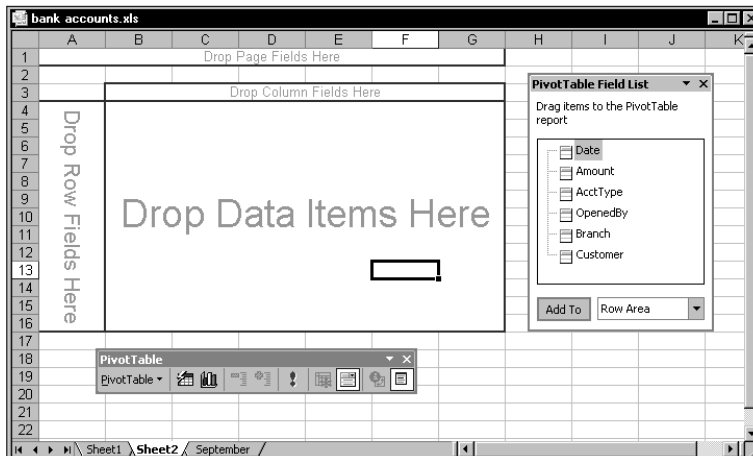 bank accounts.xls
A B C D E F G H I J K
1 Drop Page Fields Here
2
3 Drop Column Fields Here
4
5
6
7
8
9
10
11
12
13
14
15
16
17
18
19
20
21
22
Drop Row Fields Here
Drop Data Items Here
PivotTable Field List
Drag items to the PivotTable
report
Date
Amount
AcctType
OpenedBy
Branch
Customer
Add To Row Area
PivotTable
PivotTable
Sheet1 Sheet2 September